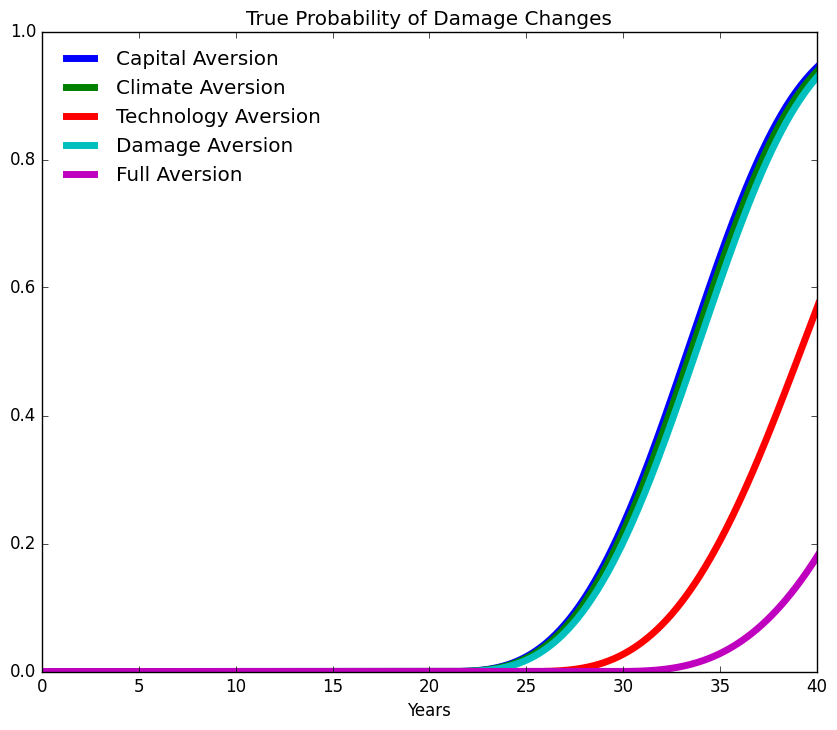 True Probability of Damage Changes
1.0
Capital Aversion
Climate Aversion
Technology Aversion
Damage Aversion
Full Aversion
0.8
0.6
0.4
0.2
0.0
0 5 10 15 20 25 30 35 40
Years